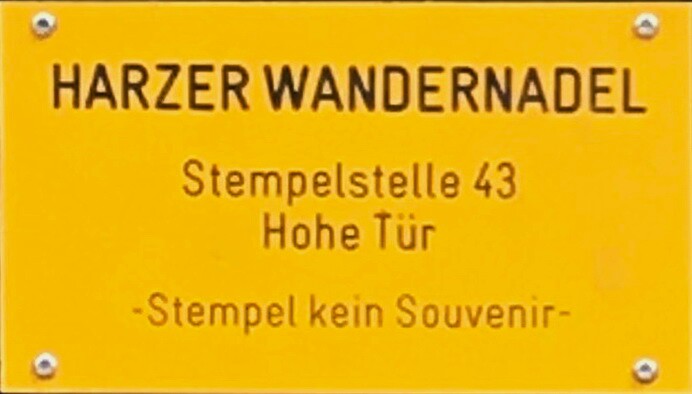 HARZER WANDERNADEL
Stempelstelle 43
Hohe Tür
-Stempel kein Souvenir-